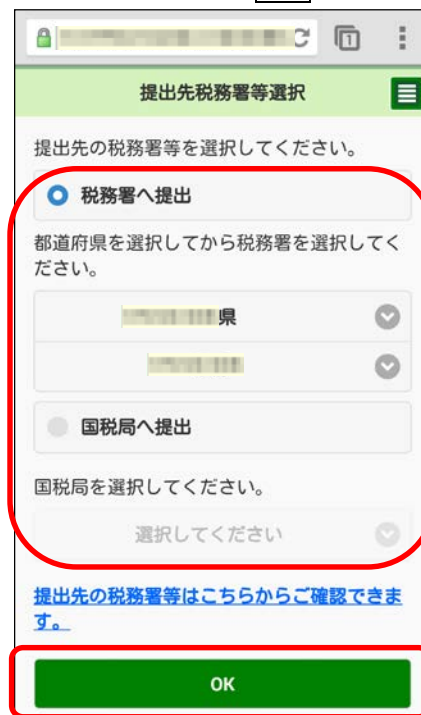 1
提出先税務署等選択
提出先の税務署等を選択してください。
税務署へ提出
都道府県を選択してから税務署を選択してく
ださい。
県
国税局へ提出
国税局を選択してください。
選択してください
提出先の税務署等はこちらからご確認できま
す。
OK